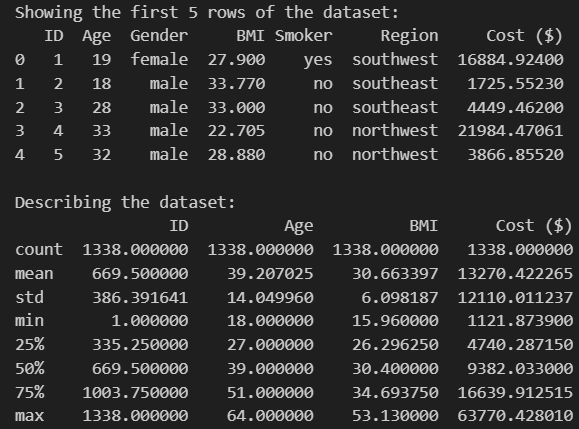 Showing the first 5 rows of the dataset:
ID Age Gender BMI Smoker Region Cost ($)
0 1 19 female 27.900 yes southwest 16884.92400
1 2 18 male 33.770 no southeast 1725.55230
2 3 28 male 33.000 no southeast 4449.46200
3 4 33 male 22.705 no northwest 21984.47061
4 5 32 male 28.880 no northwest 3866.85520
Describing the dataset:
ID Age BMI Cost ($)
count 1338.000000 1338.000000 1338.000000 1338.000000
mean 669.500000 39.207025 30.663397 13270.422265
std 386.391641 14.049960 6.098187 12110.011237
min 1.000000 18.000000 15.960000 1121.873900
25% 335.250000 27.000000 26.296250 4740.287150
50% 669.500000 39.000000 30.400000 9382.033000
75% 1003.750000 51.000000 34.693750 16639.912515
max 1338.000000 64.000000 53.130000 63770.428010